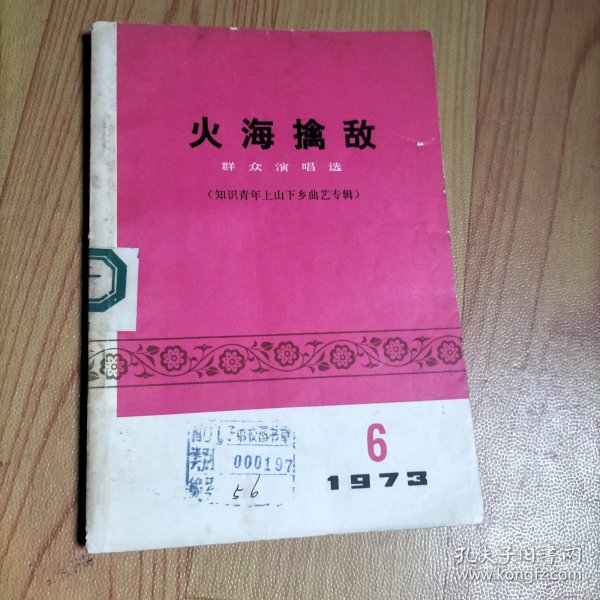 火海擒敌
群众演唱选
（知识青年上山下乡曲艺专辑）
000197
56
6
1973
孔夫子旧书网
www.kongfz.com